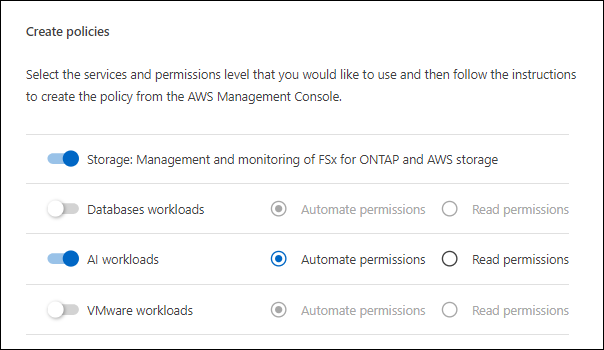 Create policies
Select the services and permissions level that you would like to use and then follow the instructions
to create the policy from the AWS Management Console.
Storage: Management and monitoring of FSx for ONTAP and AWS storage
Databases workloads Automate permissions Read permissions
AI workloads Automate permissions Read permissions
VMware workloads Automate permissions Read permissions